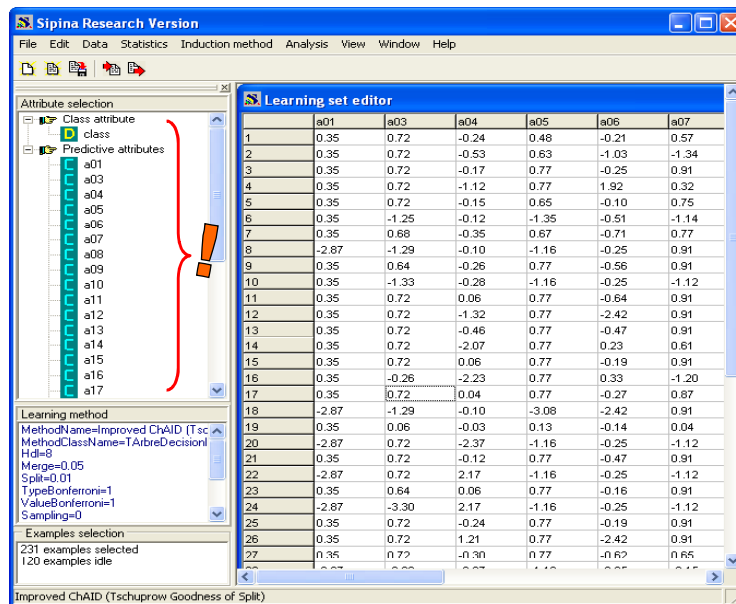 Sipina Research Version
File Edit Data Statistics Induction method Analysis View Window Help
Attribute selection
Class attribute
D class
Predictive attributes
C a01
C a03
C a04
C a05
C a06
C a07
C a08
C a09
C a10
C a11
C a12
C a13
C a14
C a15
C a16
C a17
!
Learning method
MethodName=Improved ChAID (Tsc
MethodClassName=TArbreDecisionI
Hdl=8
Merge=0.05
Split=0.01
TypeBonferroni=1
ValueBonferroni=1
Sampling=0
Examples selection
231 examples selected
120 examples idle
Learning set editor
a01 a03 a04 a05 a06 a07
1 0.35 0.72 -0.24 0.48 -0.21 0.57
2 0.35 0.72 -0.53 0.63 -1.03 -1.34
3 0.35 0.72 -0.17 0.77 -0.25 0.91
4 0.35 0.72 -1.12 0.77 1.92 0.32
5 0.35 0.72 -0.15 0.65 -0.10 0.75
6 0.35 -1.25 -0.12 -1.35 -0.51 -1.14
7 0.35 0.68 -0.35 0.67 -0.71 0.77
8 -2.87 -1.29 -0.10 -1.16 -0.25 0.91
9 0.35 0.64 -0.26 0.77 -0.56 0.91
10 0.35 -1.33 -0.28 -1.16 -0.25 -1.12
11 0.35 0.72 0.06 0.77 -0.64 0.91
12 0.35 0.72 -1.32 0.77 -2.42 0.91
13 0.35 0.72 -0.46 0.77 -0.47 0.91
14 0.35 0.72 -2.07 0.77 0.23 0.61
15 0.35 0.72 0.06 0.77 -0.19 0.91
16 0.35 -0.26 -2.23 0.77 0.33 -1.20
17 0.35 0.72 0.04 0.77 -0.27 0.87
18 -2.87 -1.29 -0.10 -3.08 -2.42 0.91
19 0.35 0.06 -0.03 0.13 -0.14 0.04
20 -2.87 0.72 -2.37 -1.16 -0.25 -1.12
21 0.35 0.72 -0.12 0.77 -0.47 0.91
22 -2.87 0.72 2.17 -1.16 -0.25 -1.12
23 0.35 0.64 0.06 0.77 -0.16 0.91
24 -2.87 -3.30 2.17 -1.16 -0.25 -1.12
25 0.35 0.72 -0.24 0.77 -0.19 0.91
26 0.35 0.72 1.21 0.77 -2.42 0.91
27 0.35 0.72 -0.30 0.77 -0.62 0.65
Improved ChAID (Tschuprow Goodness of Split)